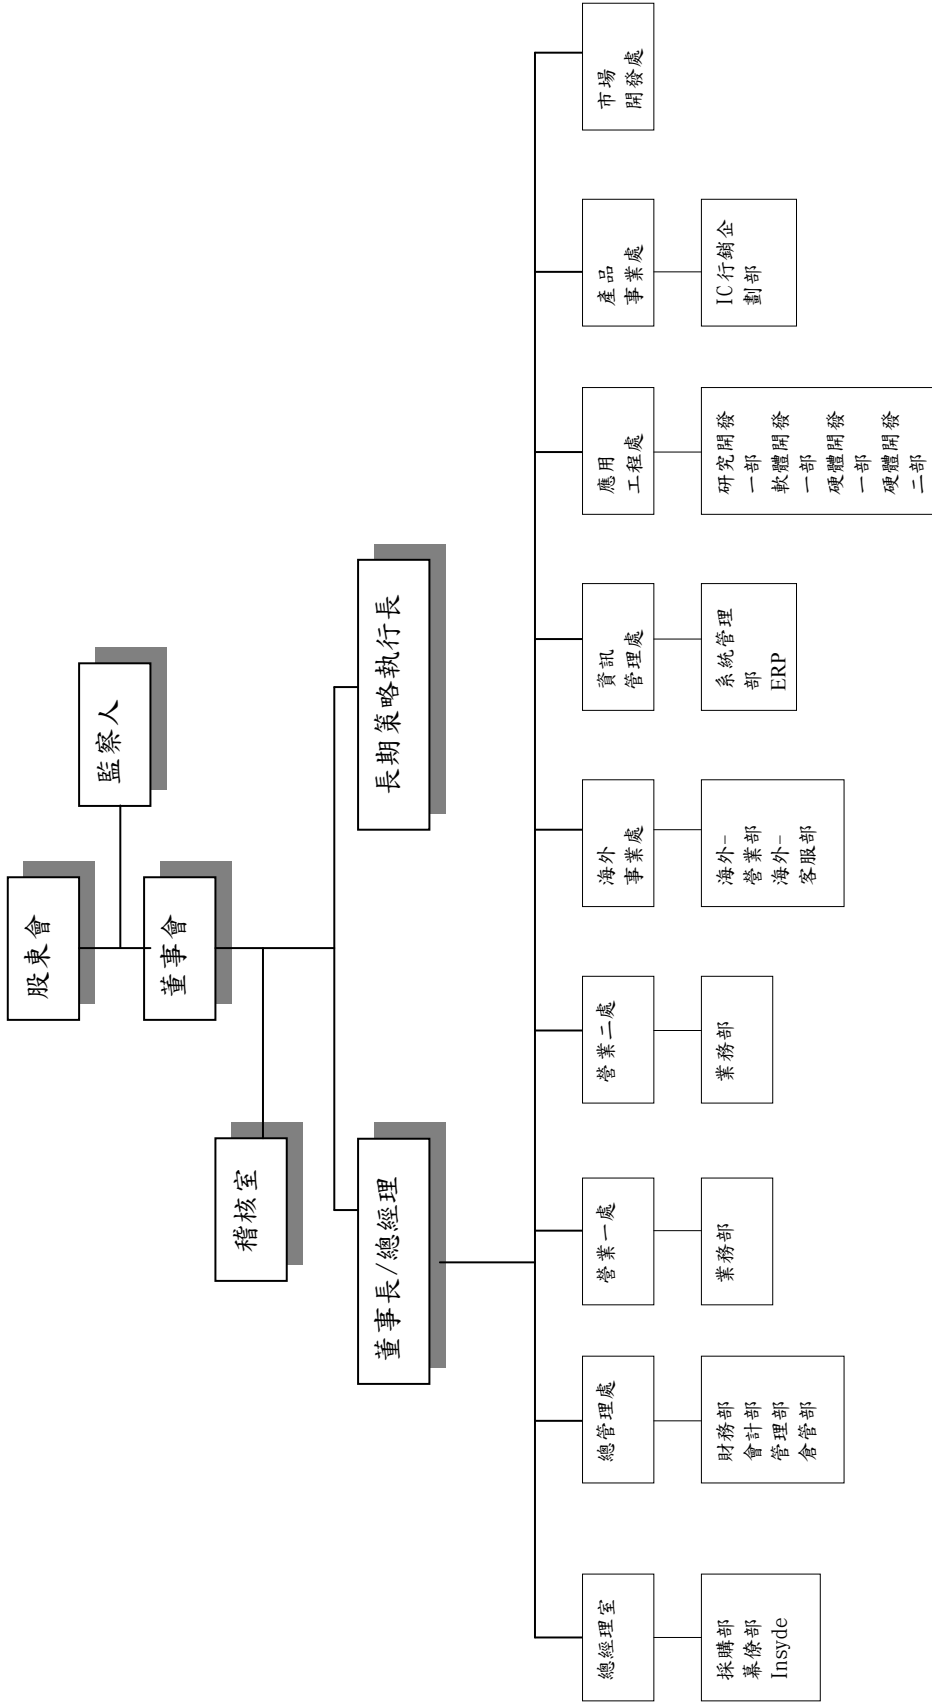 股東會
監察人
董事會
稽核室
董事長/總經理
長期策略執行長
總經理室
總管理處
營業一處
營業二處
海外
事業處
資訊
管理處
應用
工程處
產品
事業處
市場
開發處
採購部
幕僚部
Insyde
財務部
會計部
管理部
倉管部
業務部
業務部
海外-
營業部
海外-
客服部
系統管理
部
ERP
研究開發
一部
軟體開發
一部
硬體開發
一部
硬體開發
二部
IC行銷企
劃部